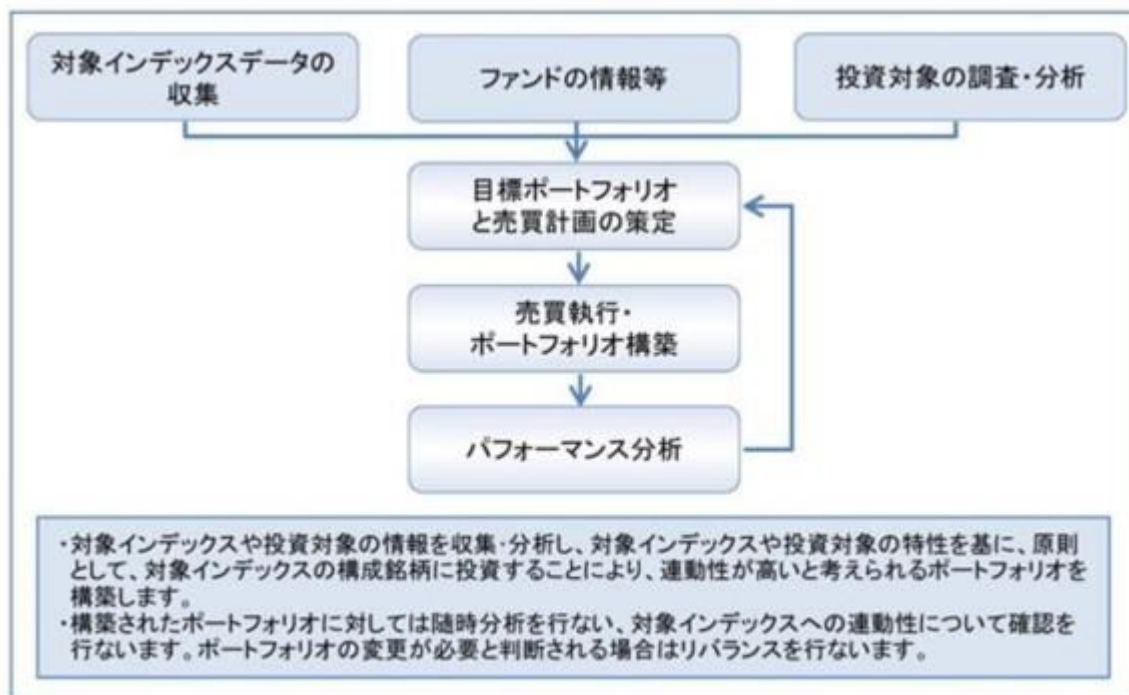 対象インデックスデータの
収集
ファンドの情報等
投資対象の調査・分析
目標ポートフォリオ
と売買計画の策定
売買執行・
ポートフォリオ構築
パフォーマンス分析
・対象インデックスや投資対象の情報を収集・分析し、対象インデックスや投資対象の特性を基に、原則
として、対象インデックスの構成銘柄に投資することにより、連動性が高いと考えられるポートフォリオを
構築します。
・構築されたポートフォリオに対しては随時分析を行ない、対象インデックスへの連動性について確認を
行ないます。ポートフォリオの変更が必要と判断される場合はリバランスを行ないます。